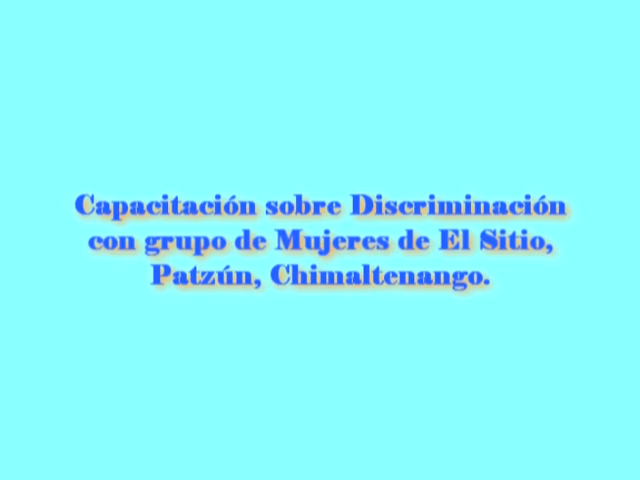 Capacitación sobre Discriminación
con grupo de Mujeres de El Sitio,
Patzún, Chimaltenango.